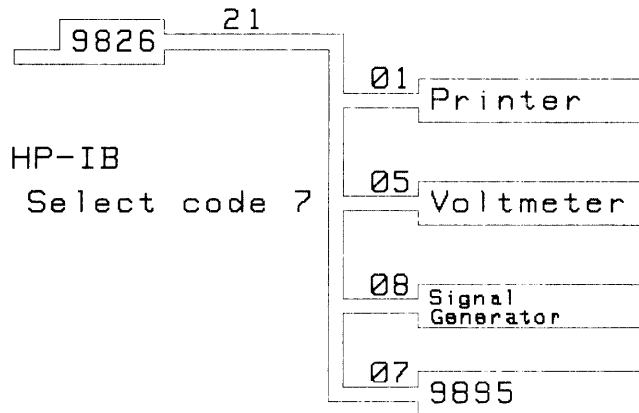 21
9826
01
Printer
HP-IB
Select code 7
05
Voltmeter
08
Signal
Generator
07
9895